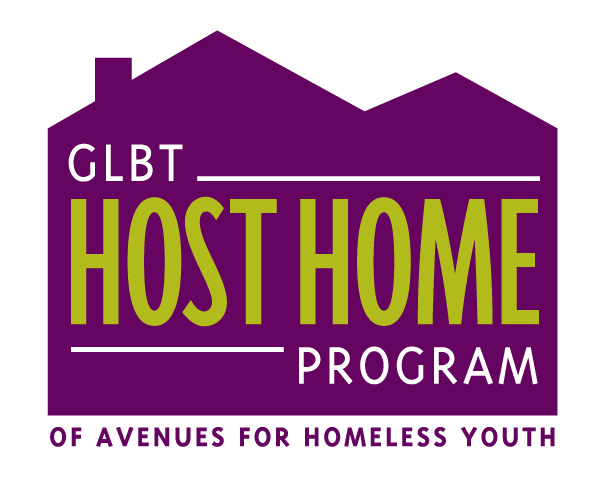 GLBT
HOST HOME
PROGRAM
OF AVENUES FOR HOMELESS YOUTH